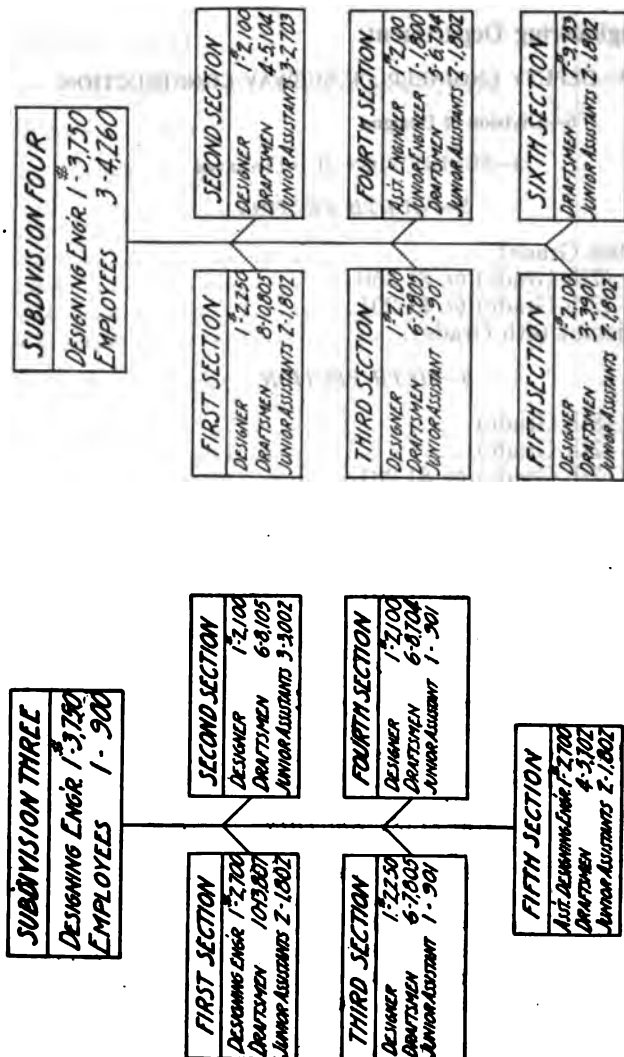 SUBDIVISION THREE
DESIGNING ENGR. 1-$3,750
EMPLOYEES 1 - 900
FIRST SECTION
DESIGNING ENGR. 1-$2,700
DRAFTSMEN 10-13,807
JUNIOR ASSISTANTS 2-1,802
SECOND SECTION
DESIGNER 1-$2,100
DRAFTSMEN 6-8,105
JUNIOR ASSISTANTS 3-3,002
THIRD SECTION
DESIGNER 1-$2,250
DRAFTSMEN 6-7,805
JUNIOR ASSISTANT 1-901
FOURTH SECTION
DESIGNER 1-$2,100
DRAFTSMEN 6-8,704
JUNIOR ASSISTANT 1-901
FIFTH SECTION
ASST. DESIGNING ENGR. 1-$2,700
DRAFTSMEN 4-5,702
JUNIOR ASSISTANTS 2-1,802
SUBDIVISION FOUR
DESIGNING ENGR. 1-$3,750
EMPLOYEES 3-4,260
FIRST SECTION
DESIGNER 1-$2,250
DRAFTSMEN 8-10,805
JUNIOR ASSISTANTS 2-1,802
SECOND SECTION
DESIGNER 1-$2,100
DRAFTSMEN 4-5,104
JUNIOR ASSISTANTS 3-2,703
THIRD SECTION
DESIGNER 1-$2,100
DRAFTSMEN 6-7,805
JUNIOR ASSISTANT 1-901
FOURTH SECTION
ASST. ENGINEER 1-$2,100
JUNIOR ENGINEER 1-1,800
DRAFTSMEN
JUNIOR ASSISTANTS 2-1,802
FIFTH SECTION
DESIGNER 1-$2,100
DRAFTSMEN 3-3,901
JUNIOR ASSISTANTS 2-1,802
SIXTH SECTION
DRAFTSMEN
JUNIOR ASSISTANTS 2-1,802